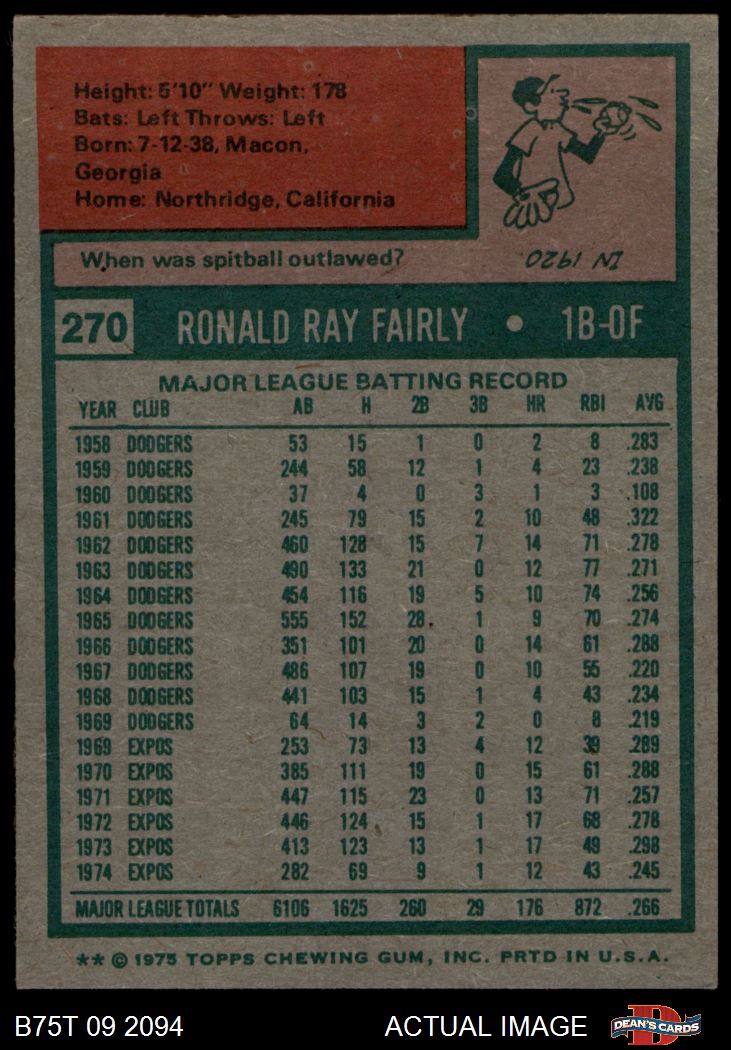 Height: 5'10" Weight: 178
Bats: Left Throws: Left
Born: 7-12-38, Macon,
Georgia
Home: Northridge, California
When was spitball outlawed?
IN 1920
270 RONALD RAY FAIRLY • 1B-OF
MAJOR LEAGUE BATTING RECORD
YEAR CLUB AB H 2B 3B HR RBI AVG
1958 DODGERS 53 15 1 0 2 8 .283
1959 DODGERS 244 58 12 1 4 23 .238
1960 DODGERS 37 4 0 3 1 3 .108
1961 DODGERS 245 79 15 2 10 48 .322
1962 DODGERS 460 128 15 7 14 71 .278
1963 DODGERS 490 133 21 0 12 77 .271
1964 DODGERS 454 116 19 5 10 74 .256
1965 DODGERS 555 152 28 1 9 70 .274
1966 DODGERS 351 101 20 0 14 61 .288
1967 DODGERS 486 107 19 0 10 55 .220
1968 DODGERS 441 103 15 1 4 43 .234
1969 DODGERS 64 14 3 2 0 8 .219
1969 EXPOS 253 73 13 4 12 39 .289
1970 EXPOS 385 111 19 0 15 61 .288
1971 EXPOS 447 115 23 0 13 71 .257
1972 EXPOS 446 124 15 1 17 68 .278
1973 EXPOS 413 123 13 1 17 49 .298
1974 EXPOS 282 69 9 1 12 43 .245
MAJOR LEAGUE TOTALS 6106 1625 260 29 176 872 .266
** © 1975 TOPPS CHEWING GUM, INC. PRTD IN U.S.A.
B75T 09 2094 ACTUAL IMAGE D DEAN'S CARDS